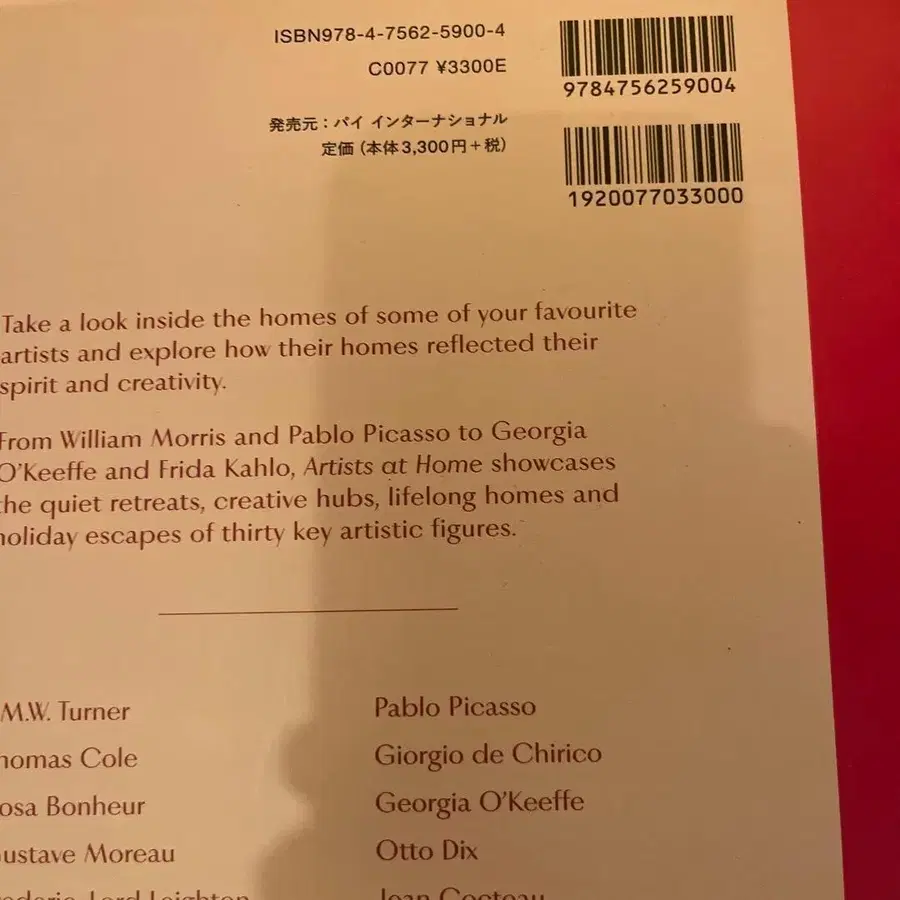 ISBN978-4-7562-5900-4
C0077 ¥3300E
発売元：パイ インターナショナル
定価（本体3,300円＋税）
9784756259004
1920077033000
Take a look inside the homes of some of your favourite
artists and explore how their homes reflected their
spirit and creativity.
From William Morris and Pablo Picasso to Georgia
O'Keeffe and Frida Kahlo, Artists at Home showcases
the quiet retreats, creative hubs, lifelong homes and
holiday escapes of thirty key artistic figures.
M.W. Turner
homas Cole
osa Bonheur
ustave Moreau
Lord Leighton
Pablo Picasso
Giorgio de Chirico
Georgia O'Keeffe
Otto Dix
Jean Cocteau